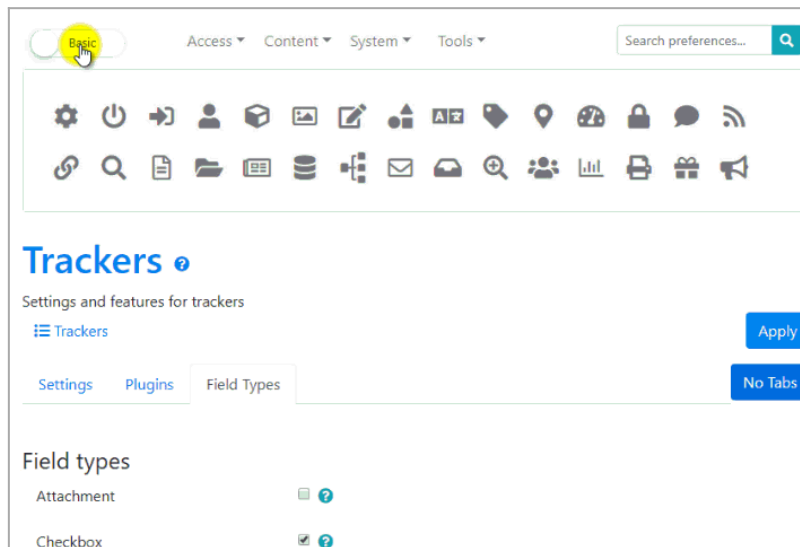 Basic Access Content System Tools Search preferences...
Trackers
Settings and features for trackers
Trackers
Apply
Settings Plugins Field Types No Tabs
Field types
Attachment
Checkbox